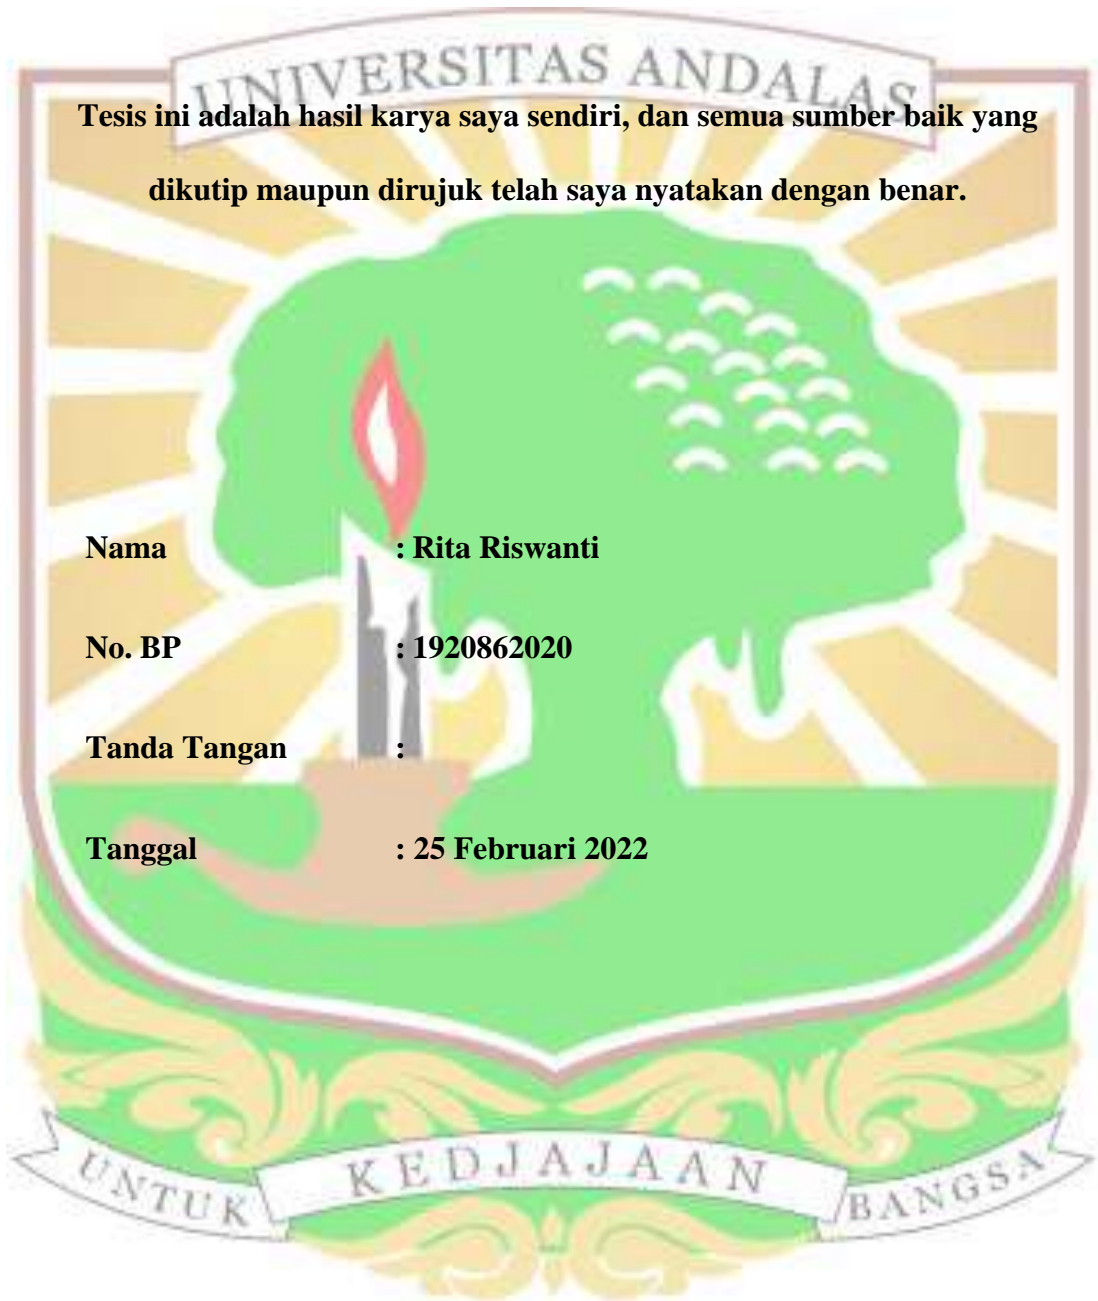 UNIVERSITAS ANDALAS
Tesis ini adalah hasil karya saya sendiri, dan semua sumber baik yang
dikutip maupun dirujuk telah saya nyatakan dengan benar.
Nama : Rita Riswanti
No. BP : 1920862020
Tanda Tangan :
Tanggal : 25 Februari 2022
UNTUK KEDJAJAAN BANGSA